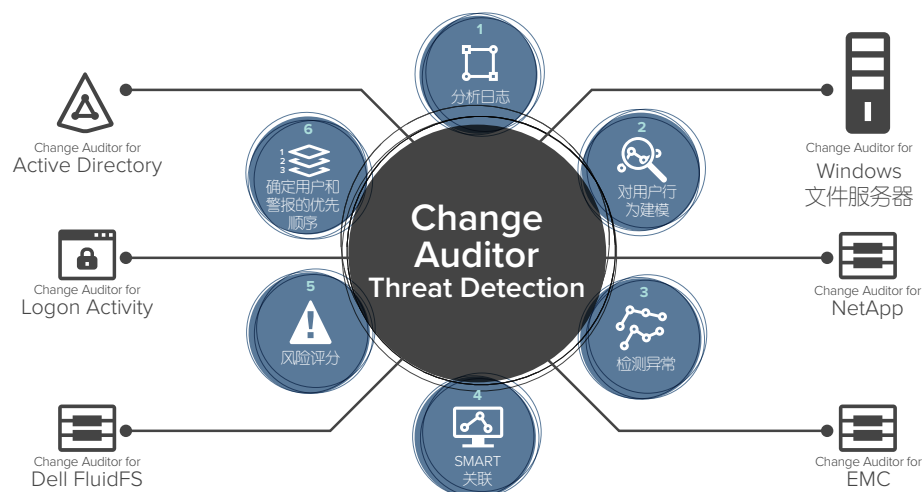 1
分析日志
2
对用户行
为建模
3
检测异常
4
SMART
关联
5
风险评分
6
1
2
3
确定用户和
警报的优先
顺序
Change
Auditor
Threat Detection
Change Auditor for
Active Directory
Change Auditor for
Logon Activity
Change Auditor for
Dell FluidFS
Change Auditor for
Windows
文件服务器
Change Auditor for
NetApp
Change Auditor for
EMC